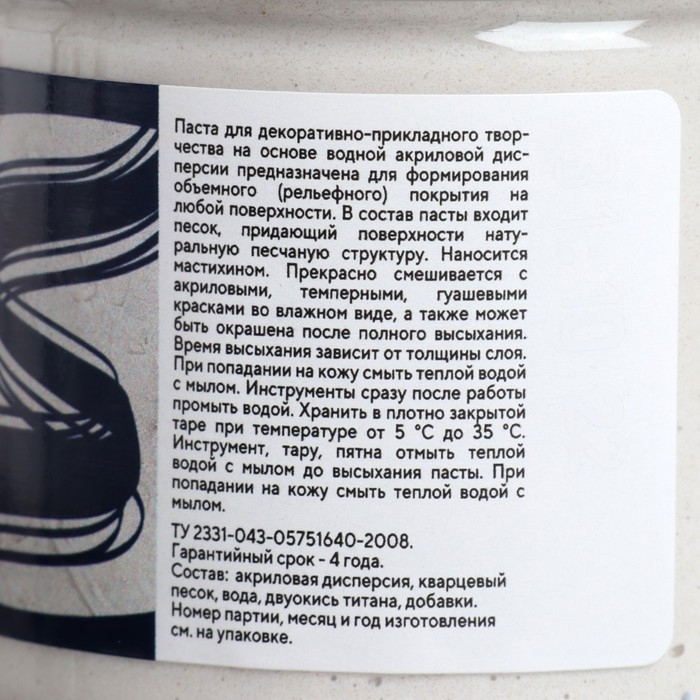 Паста для декоративно-прикладного твор-
чества на основе водной акриловой дис-
персии предназначена для формирования
объемного (рельефного) покрытия на
любой поверхности. В состав пасты входит
песок, придающий поверхности нату-
ральную песчаную структуру. Наносится
мастихином. Прекрасно смешивается с
акриловыми, темперными, гуашевыми
красками во влажном виде, а также может
быть окрашена после полного высыхания.
Время высыхания зависит от толщины слоя.
При попадании на кожу смыть теплой водой
с мылом. Инструменты сразу после работы
промыть водой. Хранить в плотно закрытой
таре при температуре от 5 °С до 35 °С.
Инструмент, тару, пятна отмыть теплой
водой с мылом до высыхания пасты. При
попадании на кожу смыть теплой водой с
мылом.
ТУ 2331-043-05751640-2008.
Гарантийный срок - 4 года.
Состав: акриловая дисперсия, кварцевый
песок, вода, двуокись титана, добавки.
Номер партии, месяц и год изготовления
см. на упаковке.